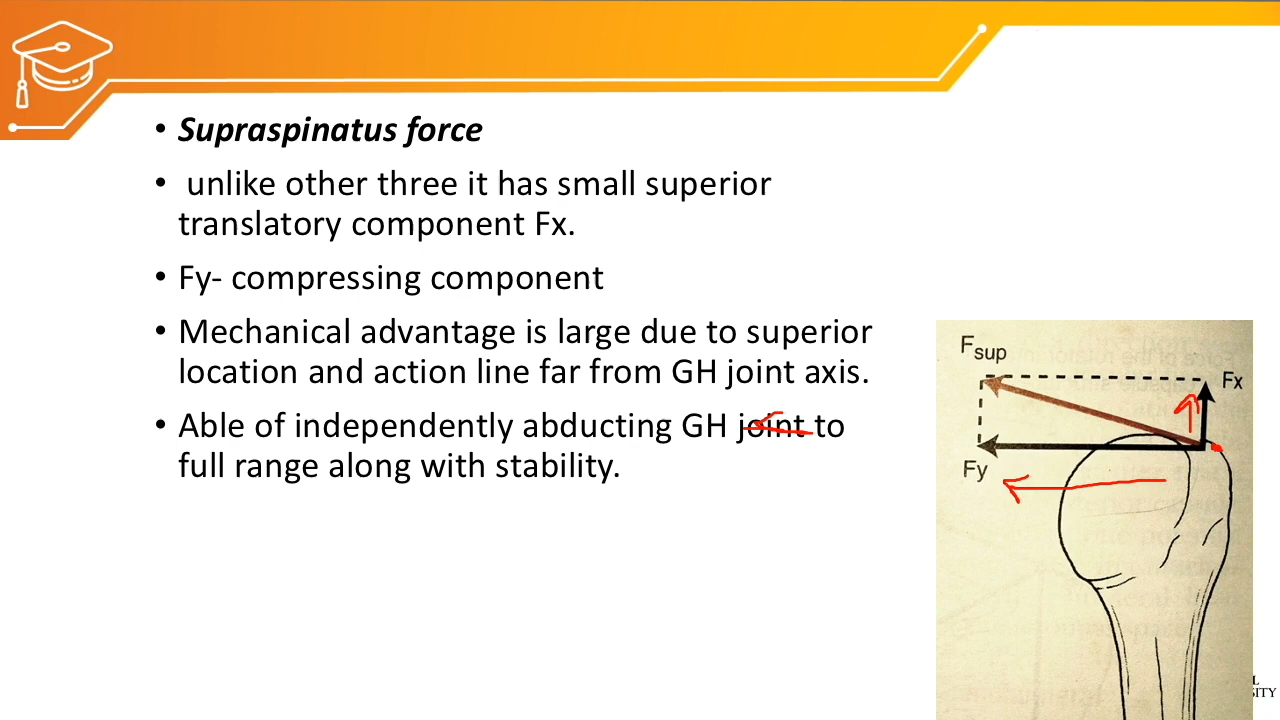 • Supraspinatus force
• unlike other three it has small superior
translatory component Fx.
• Fy- compressing component
• Mechanical advantage is large due to superior
location and action line far from GH joint axis.
• Able of independently abducting GH joint to
full range along with stability.
Fsup
Fx
Fy